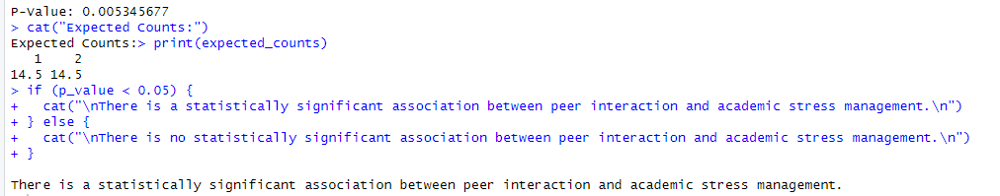 P-Value: 0.005345677
> cat("Expected Counts:")
Expected Counts:> print(expected_counts)
   1    2
14.5 14.5
> if (p_value < 0.05) {
+   cat("\nThere is a statistically significant association between peer interaction and academic stress management.\n")
+ } else {
+   cat("\nThere is no statistically significant association between peer interaction and academic stress management.\n")
+ }

There is a statistically significant association between peer interaction and academic stress management.